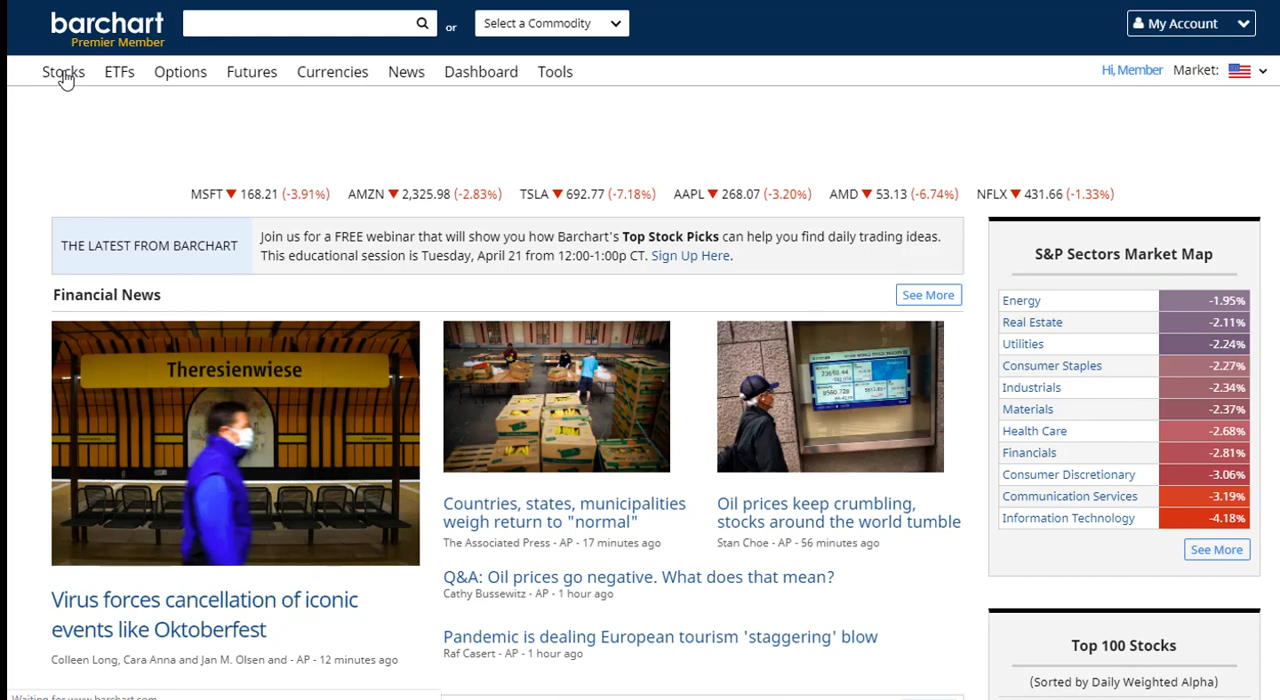 barchart
Premier Member
or
Select a Commodity
My Account
Stocks ETFs Options Futures Currencies News Dashboard Tools
Hi, Member Market:
MSFT ▼ 168.21 (-3.91%) AMZN ▼ 2,325.98 (-2.83%) TSLA ▼ 692.77 (-7.18%) AAPL ▼ 268.07 (-3.20%) AMD ▼ 53.13 (-6.74%) NFLX ▼ 431.66 (-1.33%)
THE LATEST FROM BARCHART
Join us for a FREE webinar that will show you how Barchart's Top Stock Picks can help you find daily trading ideas.
This educational session is Tuesday, April 21 from 12:00-1:00p CT. Sign Up Here.
Financial News
See More
Theresienwiese
Virus forces cancellation of iconic
events like Oktoberfest
Colleen Long, Cara Anna and Jan M. Olsen and - AP - 12 minutes ago
Countries, states, municipalities
weigh return to "normal"
The Associated Press - AP - 17 minutes ago
Oil prices keep crumbling,
stocks around the world tumble
Stan Choe - AP - 56 minutes ago
Q&A: Oil prices go negative. What does that mean?
Cathy Bussewitz - AP - 1 hour ago
Pandemic is dealing European tourism 'staggering' blow
Raf Casert - AP - 1 hour ago
S&P Sectors Market Map
Energy -1.95%
Real Estate -2.11%
Utilities -2.24%
Consumer Staples -2.27%
Industrials -2.34%
Materials -2.37%
Health Care -2.68%
Financials -2.81%
Consumer Discretionary -3.06%
Communication Services -3.19%
Information Technology -4.18%
See More
Top 100 Stocks
(Sorted by Daily Weighted Alpha)
Waiting for www.barchart.com